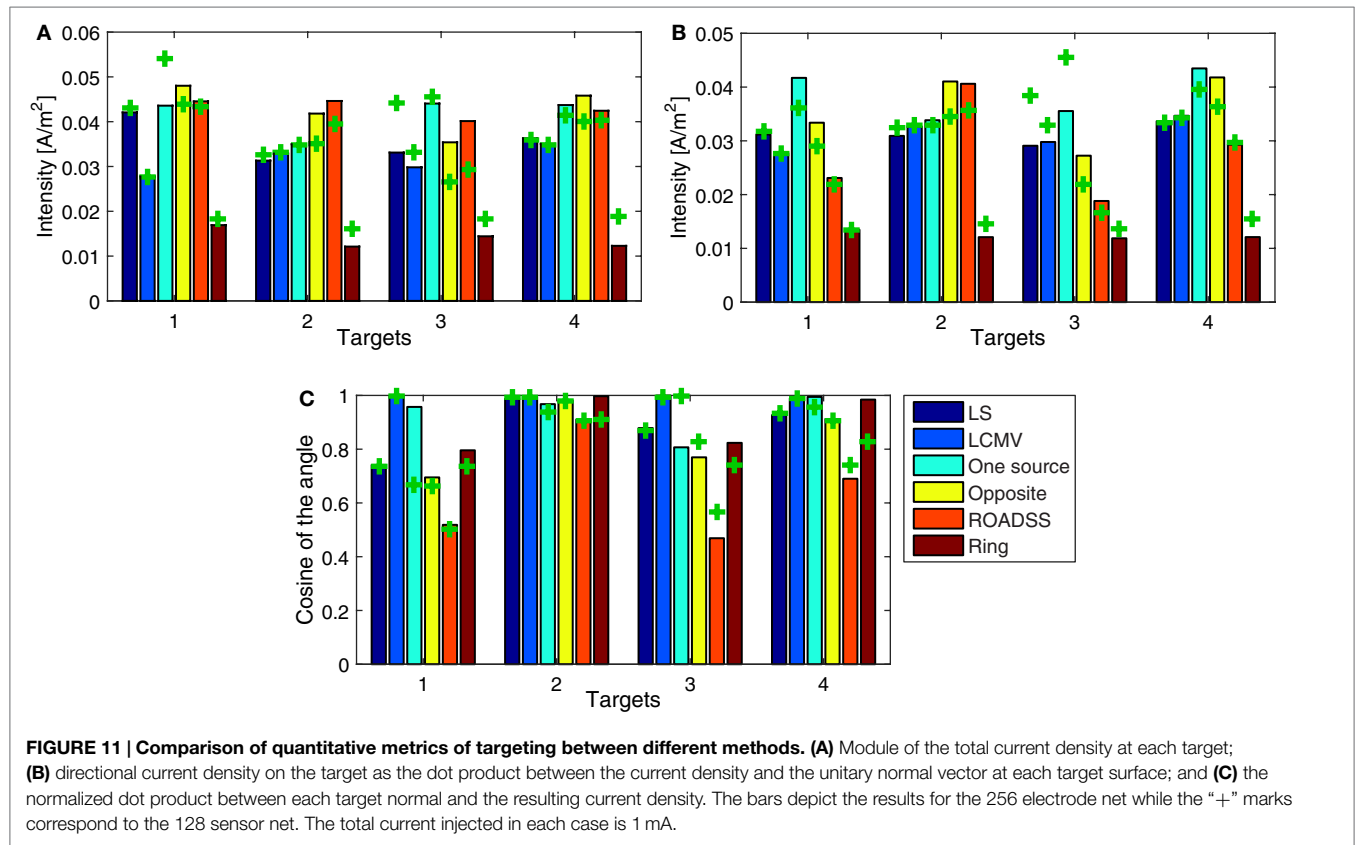 A
B
0.06
0.05
0.04
0.03
0.02
0.01
0
Intensity [A/m²]
1 2 3 4
Targets
0.05
0.04
0.03
0.02
0.01
0
Intensity [A/m²]
1 2 3 4
Targets
C
1
0.8
0.6
0.4
0.2
0
Cosine of the angle
1 2 3 4
Targets
LS
LCMV
One source
Opposite
ROADSS
Ring
FIGURE 11 | Comparison of quantitative metrics of targeting between different methods. (A) Module of the total current density at each target;
(B) directional current density on the target as the dot product between the current density and the unitary normal vector at each target surface; and (C) the
normalized dot product between each target normal and the resulting current density. The bars depict the results for the 256 electrode net while the “+” marks
correspond to the 128 sensor net. The total current injected in each case is 1 mA.